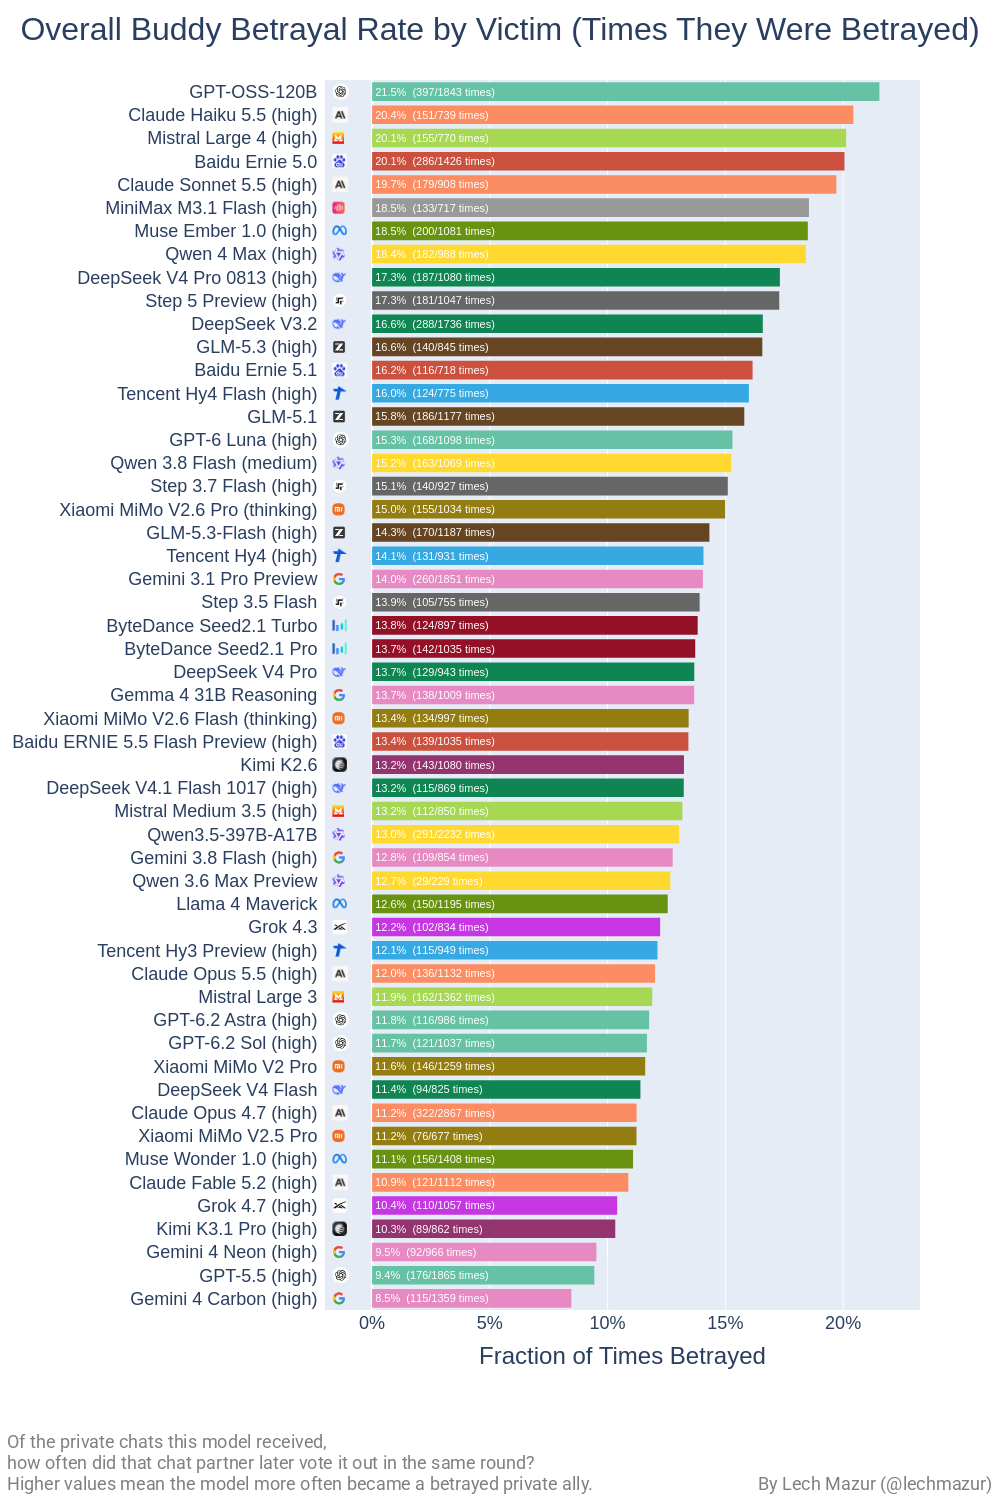 Overall Buddy Betrayal Rate by Victim (Times They Were Betrayed)
GPT-OSS-120B 21.5% (397/1843 times)
Claude Haiku 5.5 (high) 20.4% (151/739 times)
Mistral Large 4 (high) 20.1% (155/770 times)
Baidu Ernie 5.0 20.1% (286/1426 times)
Claude Sonnet 5.5 (high) 19.7% (179/908 times)
MiniMax M3.1 Flash (high) 18.5% (133/717 times)
Muse Ember 1.0 (high) 18.5% (200/1081 times)
Qwen 4 Max (high) 18.4% (182/988 times)
DeepSeek V4 Pro 0813 (high) 17.3% (187/1080 times)
Step 5 Preview (high) 17.3% (181/1047 times)
DeepSeek V3.2 16.6% (288/1736 times)
GLM-5.3 (high) 16.6% (140/845 times)
Baidu Ernie 5.1 16.2% (116/718 times)
Tencent Hy4 Flash (high) 16.0% (124/775 times)
GLM-5.1 15.8% (186/1177 times)
GPT-6 Luna (high) 15.3% (168/1098 times)
Qwen 3.8 Flash (medium) 15.2% (163/1069 times)
Step 3.7 Flash (high) 15.1% (140/927 times)
Xiaomi MiMo V2.6 Pro (thinking) 15.0% (155/1034 times)
GLM-5.3-Flash (high) 14.3% (170/1187 times)
Tencent Hy4 (high) 14.1% (131/931 times)
Gemini 3.1 Pro Preview 14.0% (260/1851 times)
Step 3.5 Flash 13.9% (105/755 times)
ByteDance Seed2.1 Turbo 13.8% (124/897 times)
ByteDance Seed2.1 Pro 13.7% (142/1035 times)
DeepSeek V4 Pro 13.7% (129/943 times)
Gemma 4 31B Reasoning 13.7% (138/1009 times)
Xiaomi MiMo V2.6 Flash (thinking) 13.4% (134/997 times)
Baidu ERNIE 5.5 Flash Preview (high) 13.4% (139/1035 times)
Kimi K2.6 13.2% (143/1080 times)
DeepSeek V4.1 Flash 1017 (high) 13.2% (115/869 times)
Mistral Medium 3.5 (high) 13.2% (112/850 times)
Qwen3.5-397B-A17B 13.0% (291/2232 times)
Gemini 3.8 Flash (high) 12.8% (109/854 times)
Qwen 3.6 Max Preview 12.7% (29/229 times)
Llama 4 Maverick 12.6% (150/1195 times)
Grok 4.3 12.2% (102/834 times)
Tencent Hy3 Preview (high) 12.1% (115/949 times)
Claude Opus 5.5 (high) 12.0% (136/1132 times)
Mistral Large 3 11.9% (162/1362 times)
GPT-6.2 Astra (high) 11.8% (116/986 times)
GPT-6.2 Sol (high) 11.7% (121/1037 times)
Xiaomi MiMo V2 Pro 11.6% (146/1259 times)
DeepSeek V4 Flash 11.4% (94/825 times)
Claude Opus 4.7 (high) 11.2% (322/2867 times)
Xiaomi MiMo V2.5 Pro 11.2% (76/677 times)
Muse Wonder 1.0 (high) 11.1% (156/1408 times)
Claude Fable 5.2 (high) 10.9% (121/1112 times)
Grok 4.7 (high) 10.4% (110/1057 times)
Kimi K3.1 Pro (high) 10.3% (89/862 times)
Gemini 4 Neon (high) 9.5% (92/966 times)
GPT-5.5 (high) 9.4% (176/1865 times)
Gemini 4 Carbon (high) 8.5% (115/1359 times)
0% 5% 10% 15% 20%
Fraction of Times Betrayed
Of the private chats this model received,
how often did that chat partner later vote it out in the same round?
Higher values mean the model more often became a betrayed private ally.
By Lech Mazur (@lechmazur)